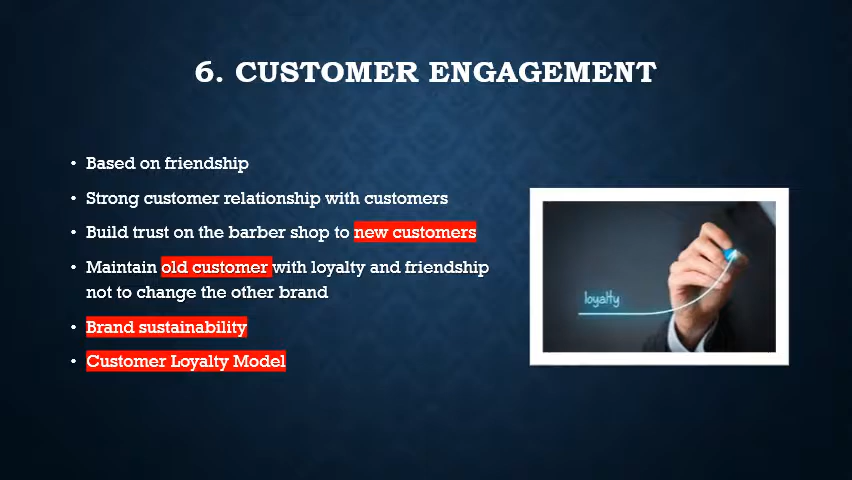 6. CUSTOMER ENGAGEMENT
• Based on friendship
• Strong customer relationship with customers
• Build trust on the barber shop to new customers
• Maintain old customer with loyalty and friendship
not to change the other brand
• Brand sustainability
• Customer Loyalty Model
loyalty